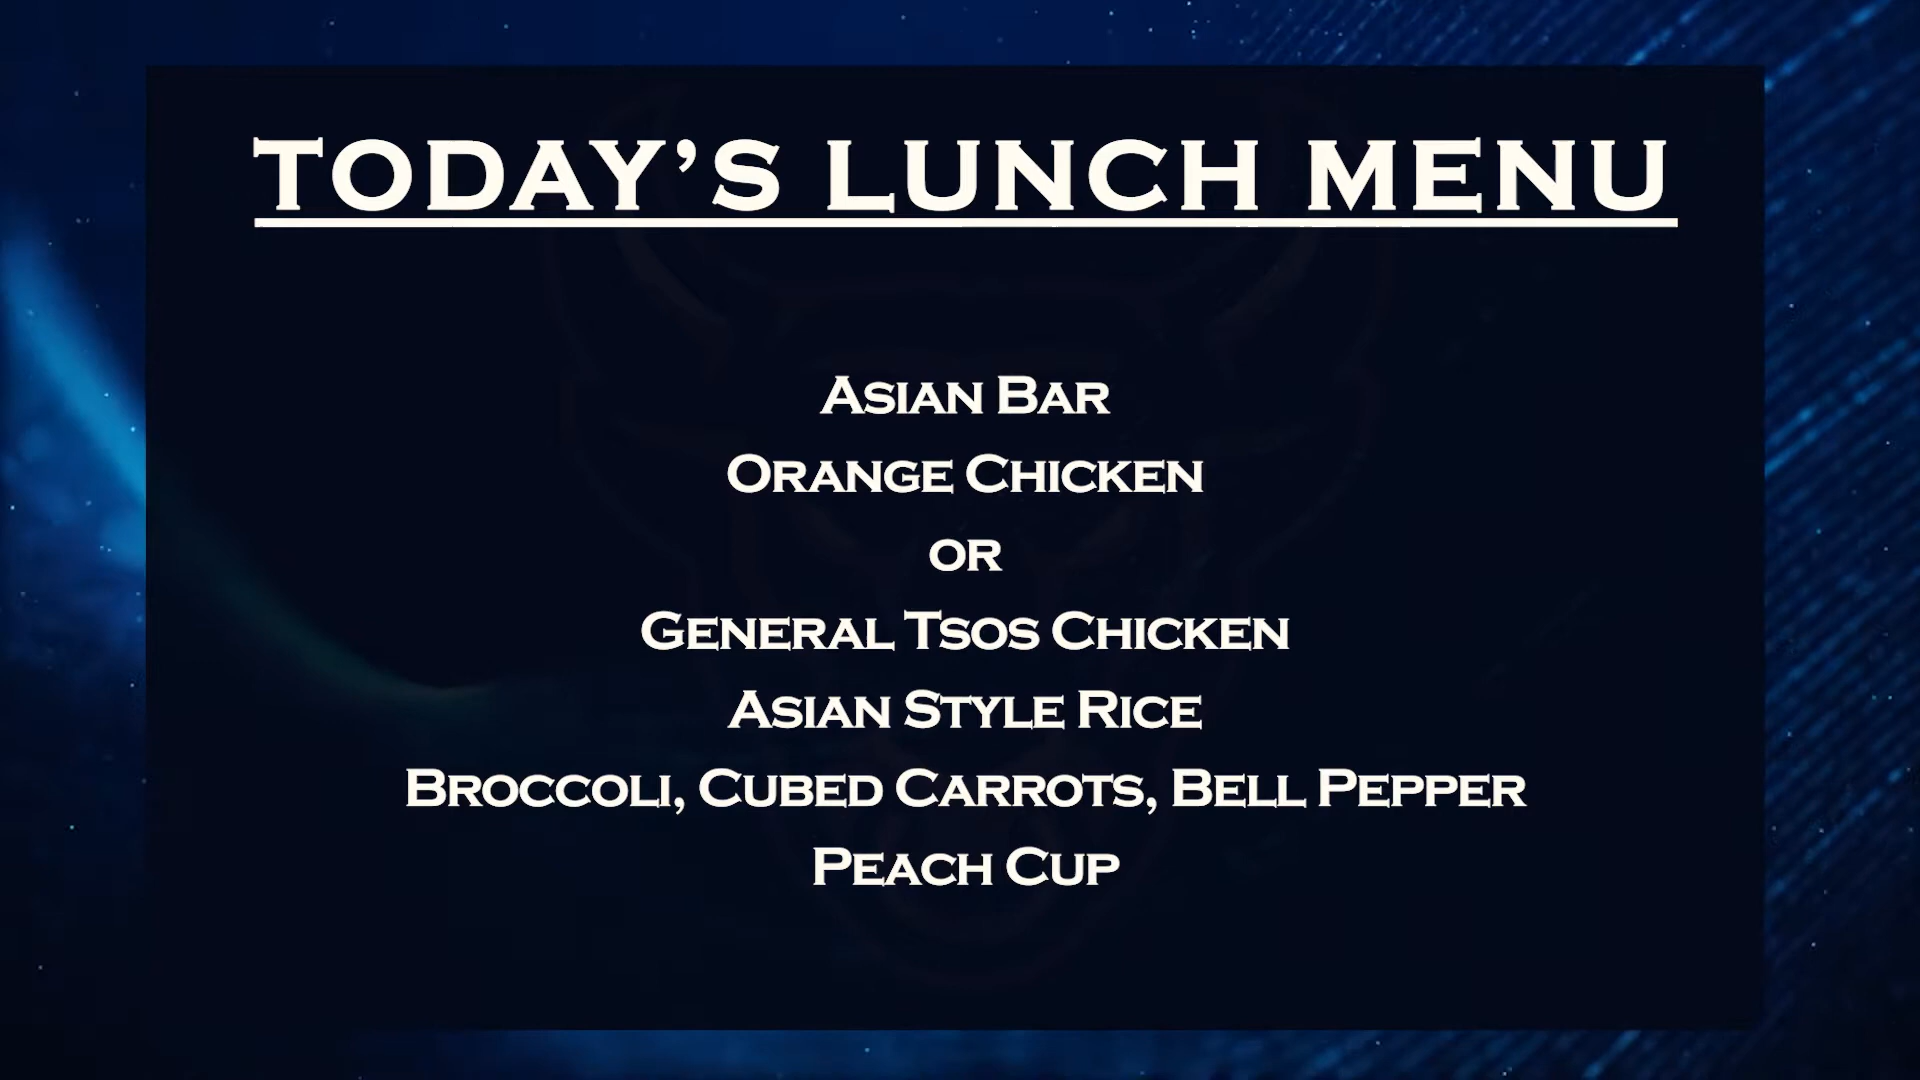 TODAY'S LUNCH MENU
ASIAN BAR
ORANGE CHICKEN
OR
GENERAL TSOS CHICKEN
ASIAN STYLE RICE
BROCCOLI, CUBED CARROTS, BELL PEPPER
PEACH CUP